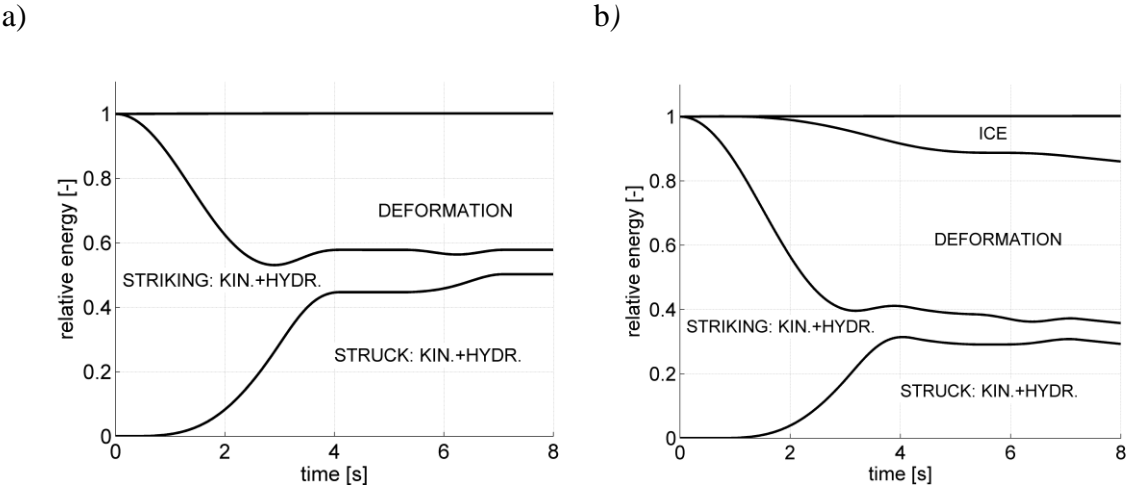 a)
b)
relative energy [-]
1
0.8
0.6
0.4
0.2
0
0
2
4
6
8
time [s]
DEFORMATION
STRIKING: KIN.+HYDR.
STRUCK: KIN.+HYDR.
relative energy [-]
1
0.8
0.6
0.4
0.2
0
0
2
4
6
8
time [s]
ICE
DEFORMATION
STRIKING: KIN.+HYDR.
STRUCK: KIN.+HYDR.